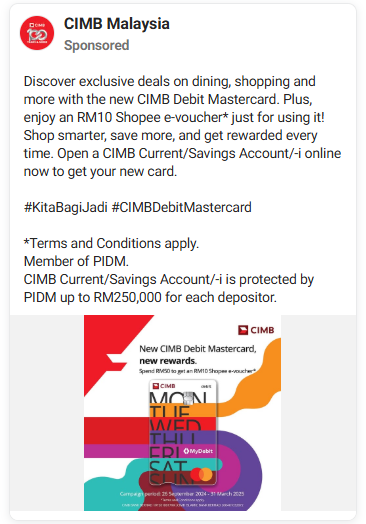 CIMB Malaysia
Sponsored
Discover exclusive deals on dining, shopping and
more with the new CIMB Debit Mastercard. Plus,
enjoy an RM10 Shopee e-voucher* just for using it!
Shop smarter, save more, and get rewarded every
time. Open a CIMB Current/Savings Account/-i online
now to get your new card.
#KitaBagiJadi #CIMBDebitMastercard
*Terms and Conditions apply.
Member of PIDM.
CIMB Current/Savings Account/-i is protected by
PIDM up to RM250,000 for each depositor.
CIMB
New CIMB Debit Mastercard,
new rewards.
Spend RM50 to get an RM10 Shopee e-voucher*
CIMB
debit
MON
TUE
WED
THU
FRI
SAT
SUN
MyDebit
Campaign period: 26 September 2024 - 31 March 2025